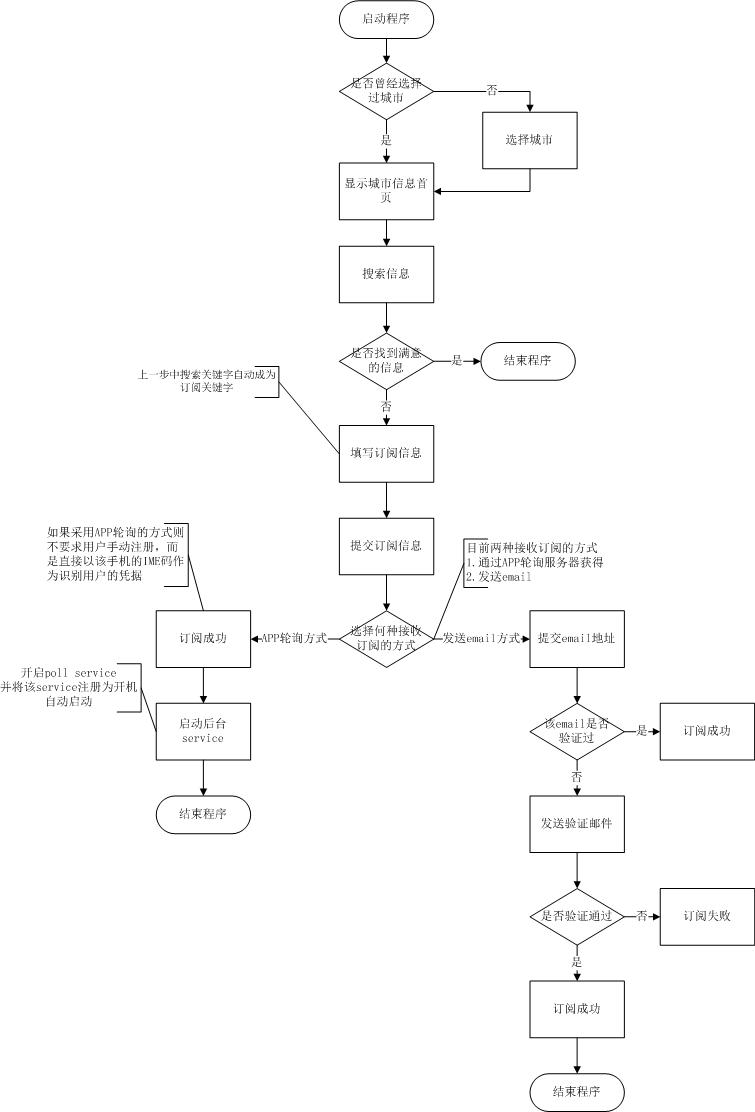 启动程序
是否曾经选择
过城市
否
选择城市
是
显示城市信息首
页
搜索信息
是否找到满意
的信息
是
结束程序
上一步中搜索关键字自动成为
订阅关键字
否
填写订阅信息
提交订阅信息
如果采用APP轮询的方式则
不要求用户手动注册，而
是直接以该手机的IME码作
为识别用户的凭据
目前两种接收订阅的方式
1.通过APP轮询服务器获得
2.发送email
选择何种接收
订阅的方式
APP轮询方式
发送email方式
订阅成功
提交email地址
开启poll service
并将该service注册为开机
自动启动
启动后台
service
结束程序
该email是否
验证过
是
订阅成功
否
发送验证邮件
是否验证通过
否
订阅失败
是
订阅成功
结束程序